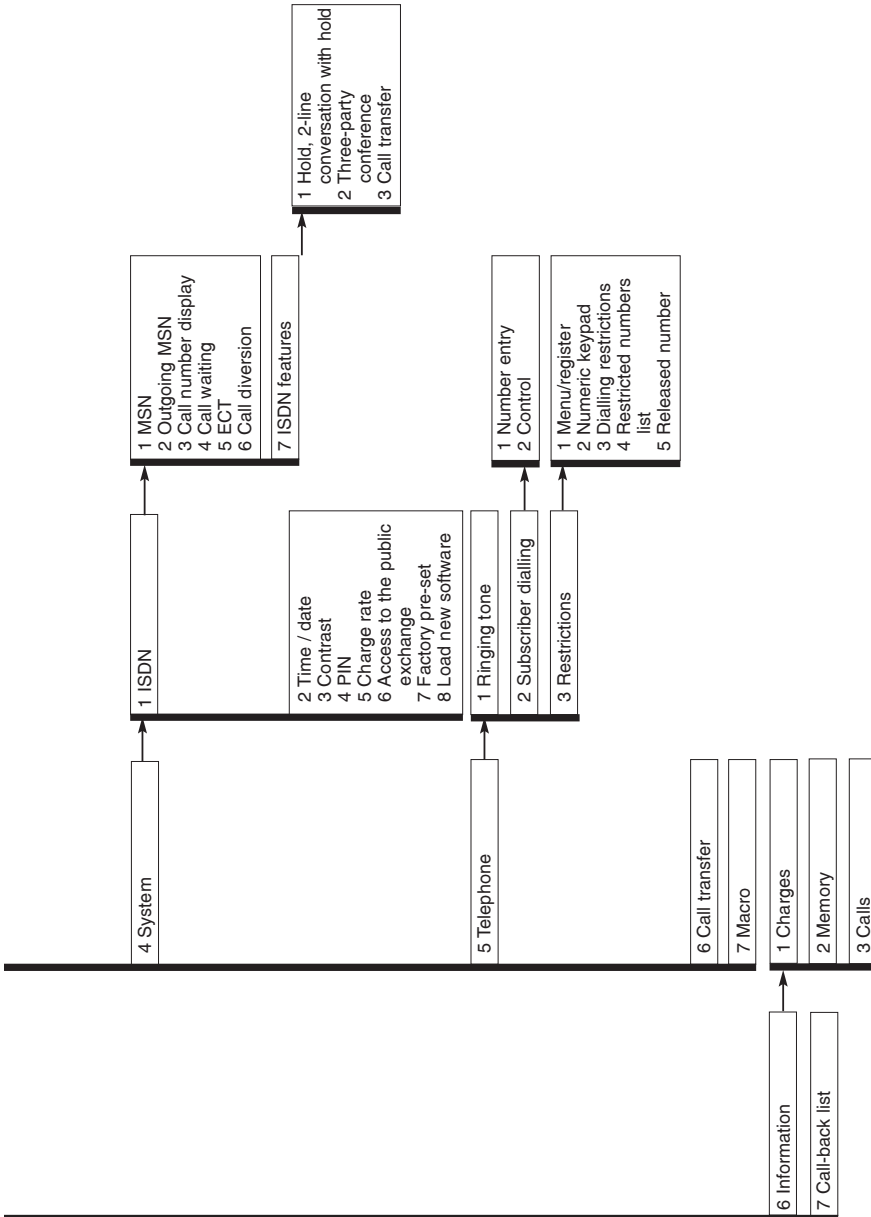 4 System
1 ISDN
1 MSN
2 Outgoing MSN
3 Call number display
4 Call waiting
5 ECT
6 Call diversion
7 ISDN features
1 Hold, 2-line
conversation with hold
2 Three-party
conference
3 Call transfer
2 Time / date
3 Contrast
4 PIN
5 Charge rate
6 Access to the public
exchange
7 Factory pre-set
8 Load new software
5 Telephone
1 Ringing tone
2 Subscriber dialling
1 Number entry
2 Control
3 Restrictions
1 Menu/register
2 Numeric keypad
3 Dialling restrictions
4 Restricted numbers
list
5 Released number
6 Call transfer
7 Macro
6 Information
1 Charges
2 Memory
3 Calls
7 Call-back list